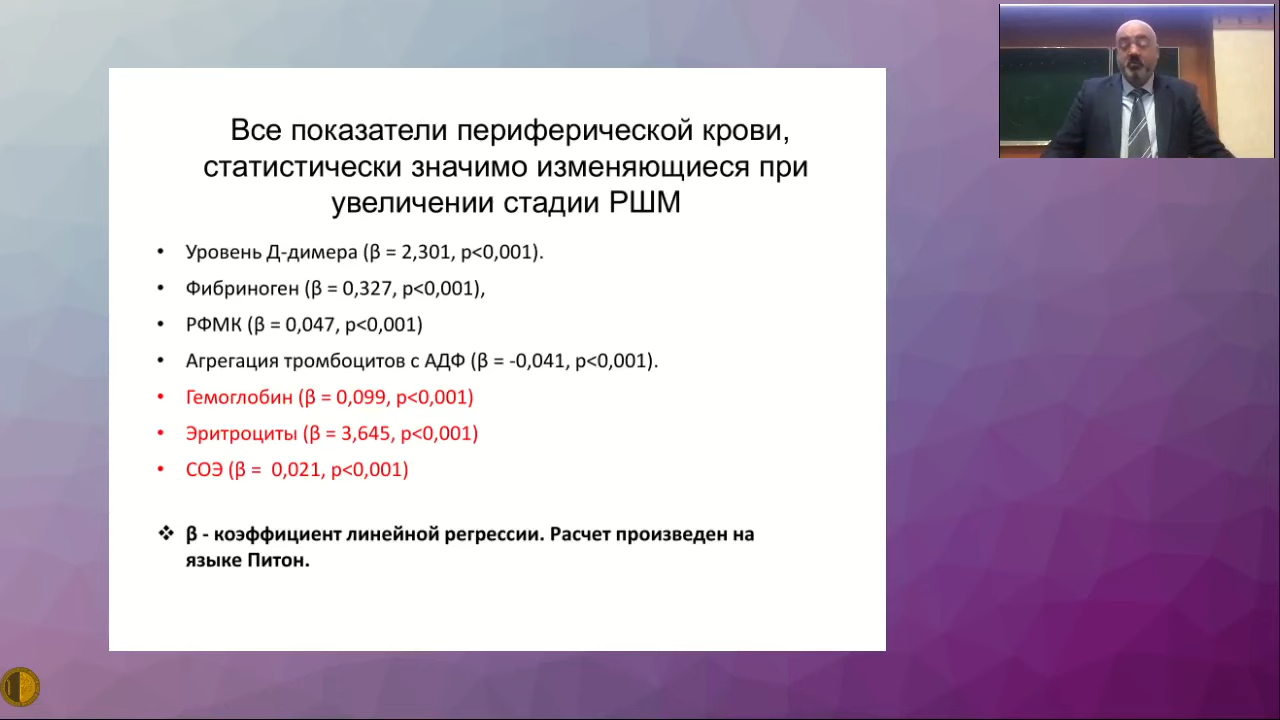 Все показатели периферической крови,
статистически значимо изменяющиеся при
увеличении стадии РШМ
• Уровень Д-димера (β = 2,301, p<0,001).
• Фибриноген (β = 0,327, p<0,001),
• РФМК (β = 0,047, p<0,001)
• Агрегация тромбоцитов с АДФ (β = -0,041, p<0,001).
• Гемоглобин (β = 0,099, p<0,001)
• Эритроциты (β = 3,645, p<0,001)
• СОЭ (β =  0,021, p<0,001)
❖ β - коэффициент линейной регрессии. Расчет произведен на
языке Питон.